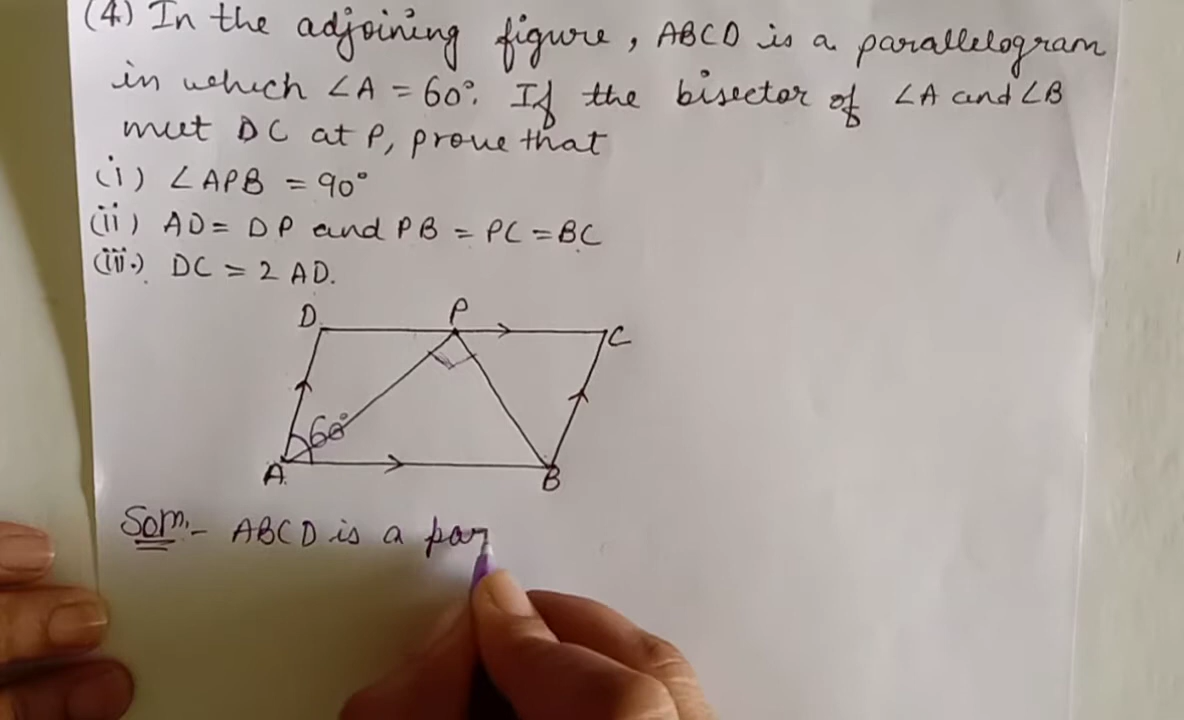 (4.) In the adjoining figure, ABCD is a parallelogram
in which ∠A = 60°. If the bisector of ∠A and ∠B
meet DC at P, prove that
(i) ∠APB = 90°
(ii) AD = DP and PB = PC = BC
(iii.) DC = 2 AD.
D P C
60°
A B
Soln.- ABCD is a par